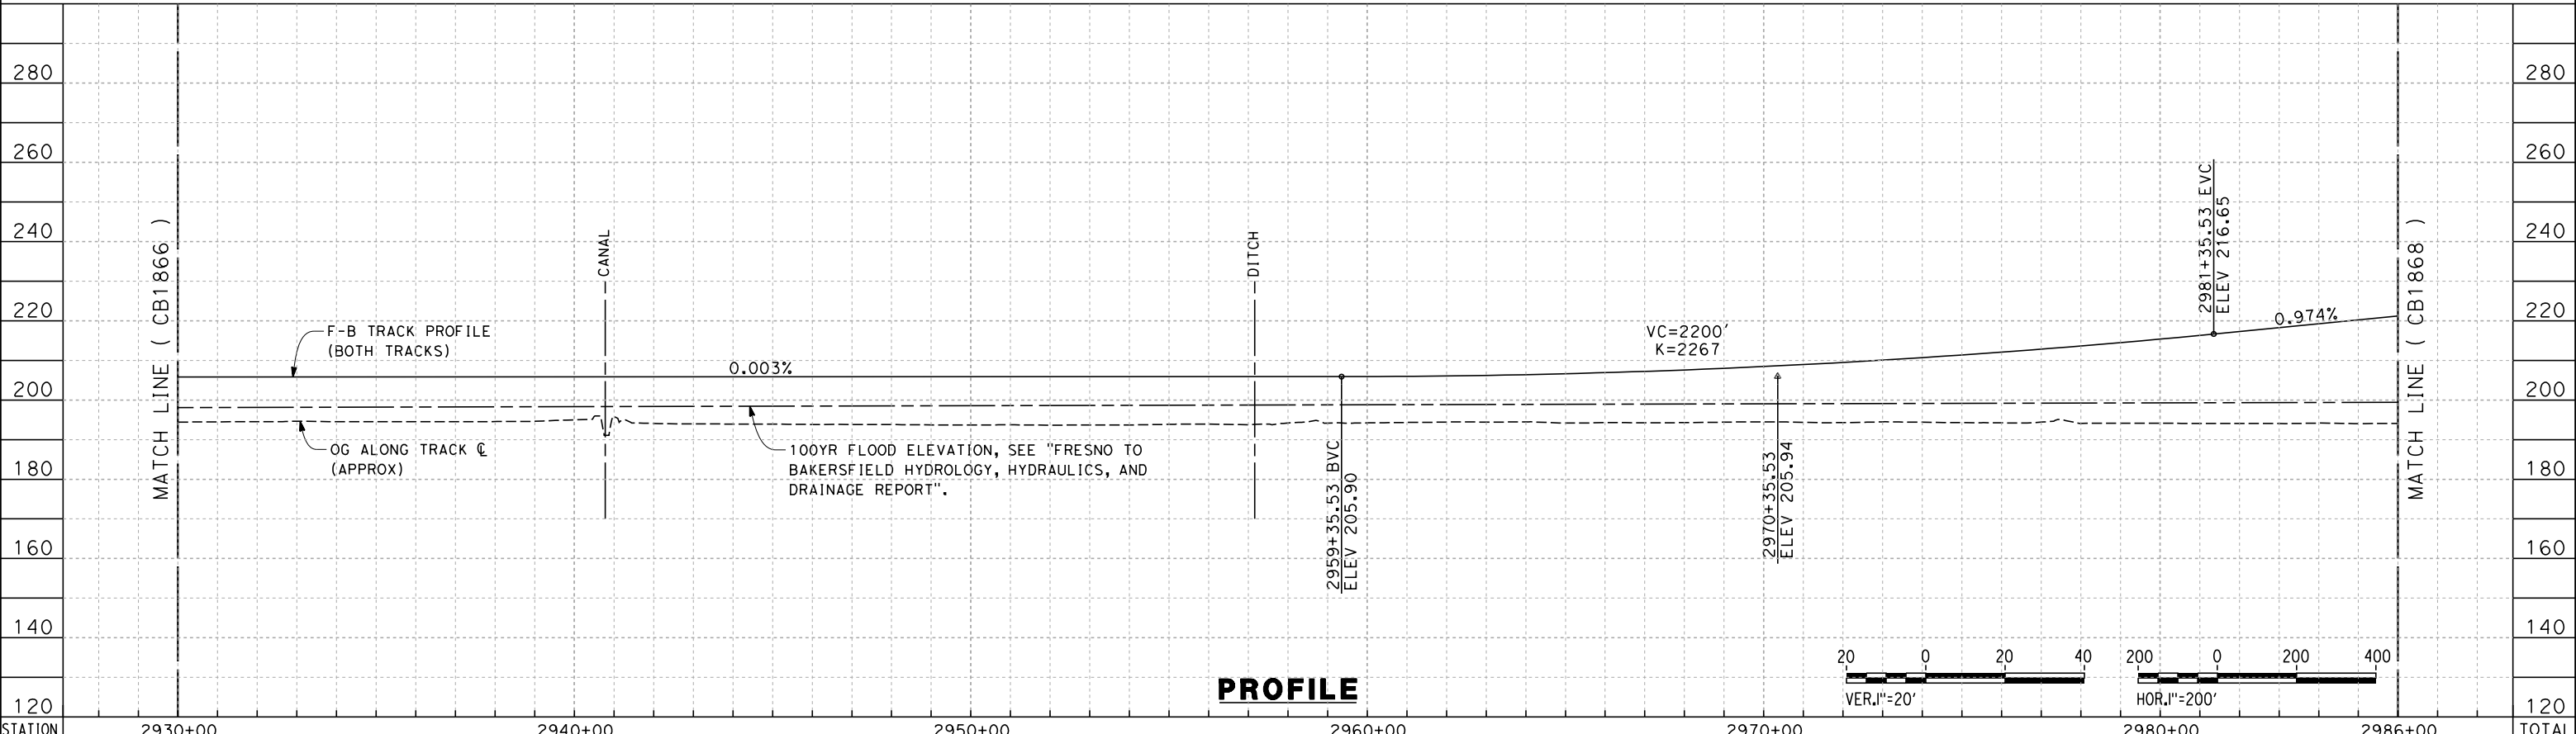 280
260
240
220
200
180
160
140
120
STATION
MATCH LINE ( CB1866 )
F-B TRACK PROFILE
(BOTH TRACKS)
OG ALONG TRACK ℄
(APPROX)
CANAL
0.003%
100YR FLOOD ELEVATION, SEE "FRESNO TO
BAKERSFIELD HYDROLOGY, HYDRAULICS, AND
DRAINAGE REPORT".
DITCH
2959+35.53 BVC
ELEV 205.90
VC=2200'
K=2267
2970+35.53
ELEV 205.94
2981+35.53 EVC
ELEV 216.65
0.974%
MATCH LINE ( CB1868 )
280
260
240
220
200
180
160
140
120
TOTAL
PROFILE
20 0 20 40
VER.1"=20'
200 0 200 400
HOR.1"=200'
2930+00 2940+00 2950+00 2960+00 2970+00 2980+00 2986+00